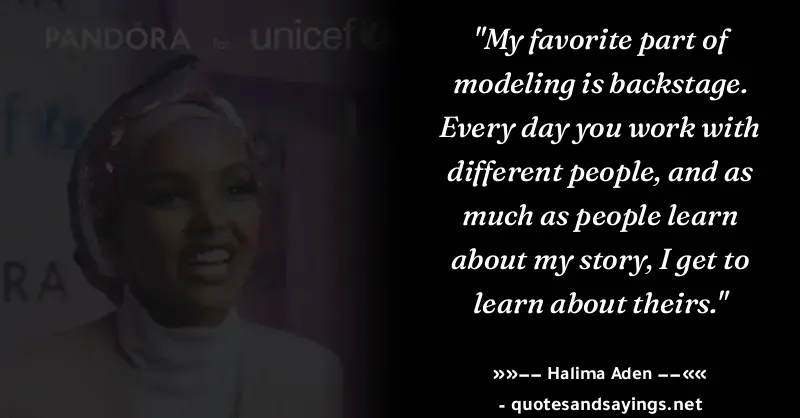 PANDÓRA for unicef
"My favorite part of
modeling is backstage.
Every day you work with
different people, and as
much as people learn
about my story, I get to
learn about theirs."
RA
»»–– Halima Aden ––««
- quotesandsayings.net